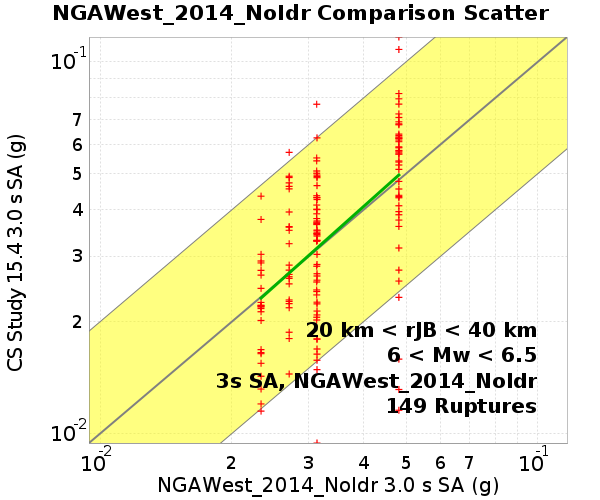 NGAWest_2014_NoIdr Comparison Scatter
CS Study 15.4 3.0 s SA (g)
10-1
7
6
5
4
3
2
10-2
20 km < rJB < 40 km
6 < Mw < 6.5
3s SA, NGAWest_2014_NoIdr
149 Ruptures
10-2 2 3 4 5 6 7 10-1
NGAWest_2014_NoIdr 3.0 s SA (g)